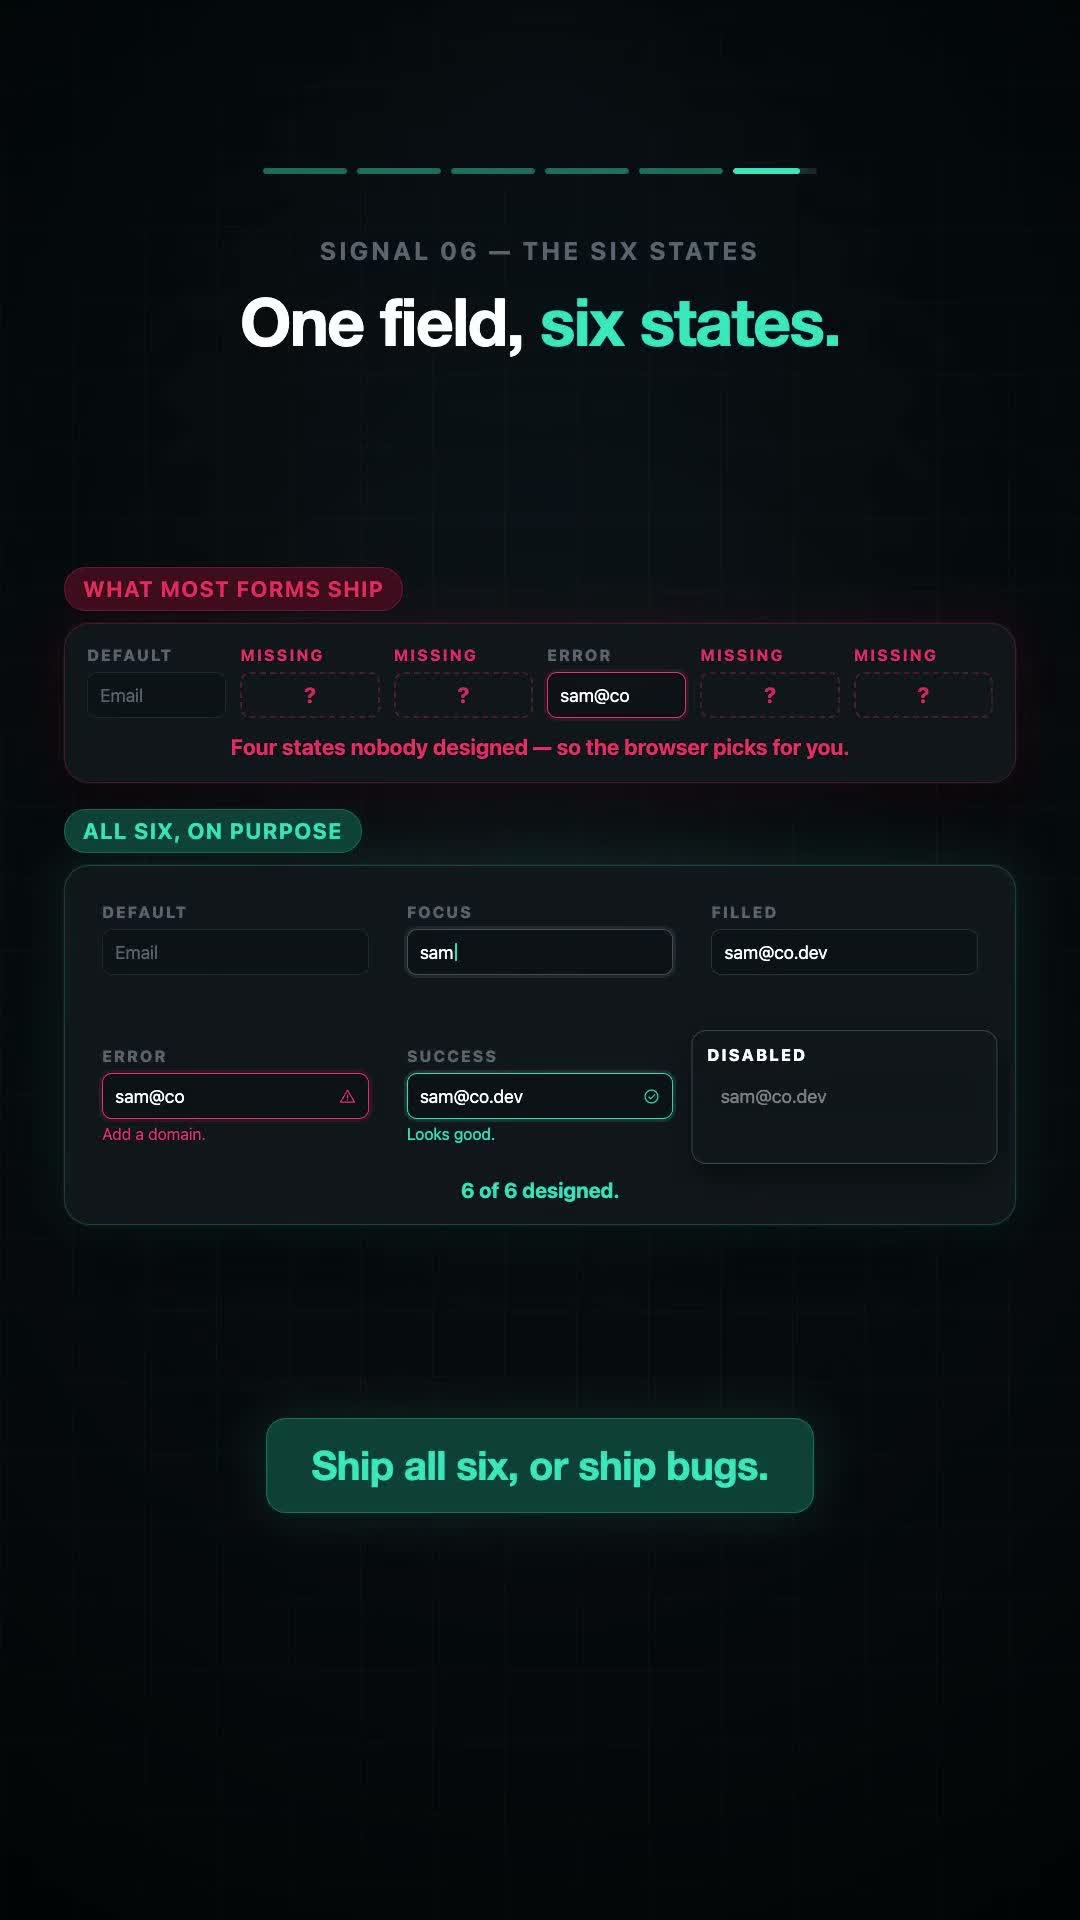 SIGNAL 06 — THE SIX STATES
One field, six states.
WHAT MOST FORMS SHIP
DEFAULT MISSING MISSING ERROR MISSING MISSING
Email ? ? sam@co ? ?
Four states nobody designed — so the browser picks for you.
ALL SIX, ON PURPOSE
DEFAULT FOCUS FILLED
Email sam sam@co.dev
ERROR SUCCESS DISABLED
sam@co sam@co.dev sam@co.dev
Add a domain. Looks good.
6 of 6 designed.
Ship all six, or ship bugs.